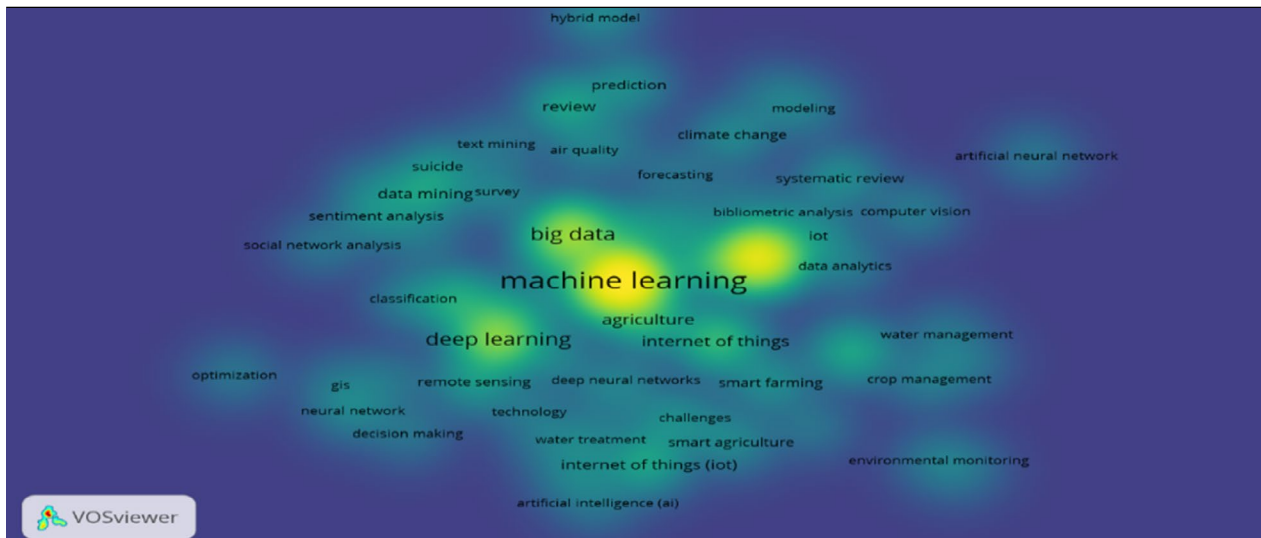 hybrid model
prediction
review
modeling
climate change
text mining
air quality
artificial neural network
suicide
forecasting
systematic review
data mining
survey
sentiment analysis
bibliometric analysis
computer vision
big data
iot
social network analysis
data analytics
machine learning
classification
agriculture
deep learning
internet of things
water management
optimization
gis
remote sensing
deep neural networks
smart farming
crop management
neural network
technology
challenges
decision making
water treatment
smart agriculture
internet of things (iot)
environmental monitoring
artificial intelligence (ai)
VOSviewer